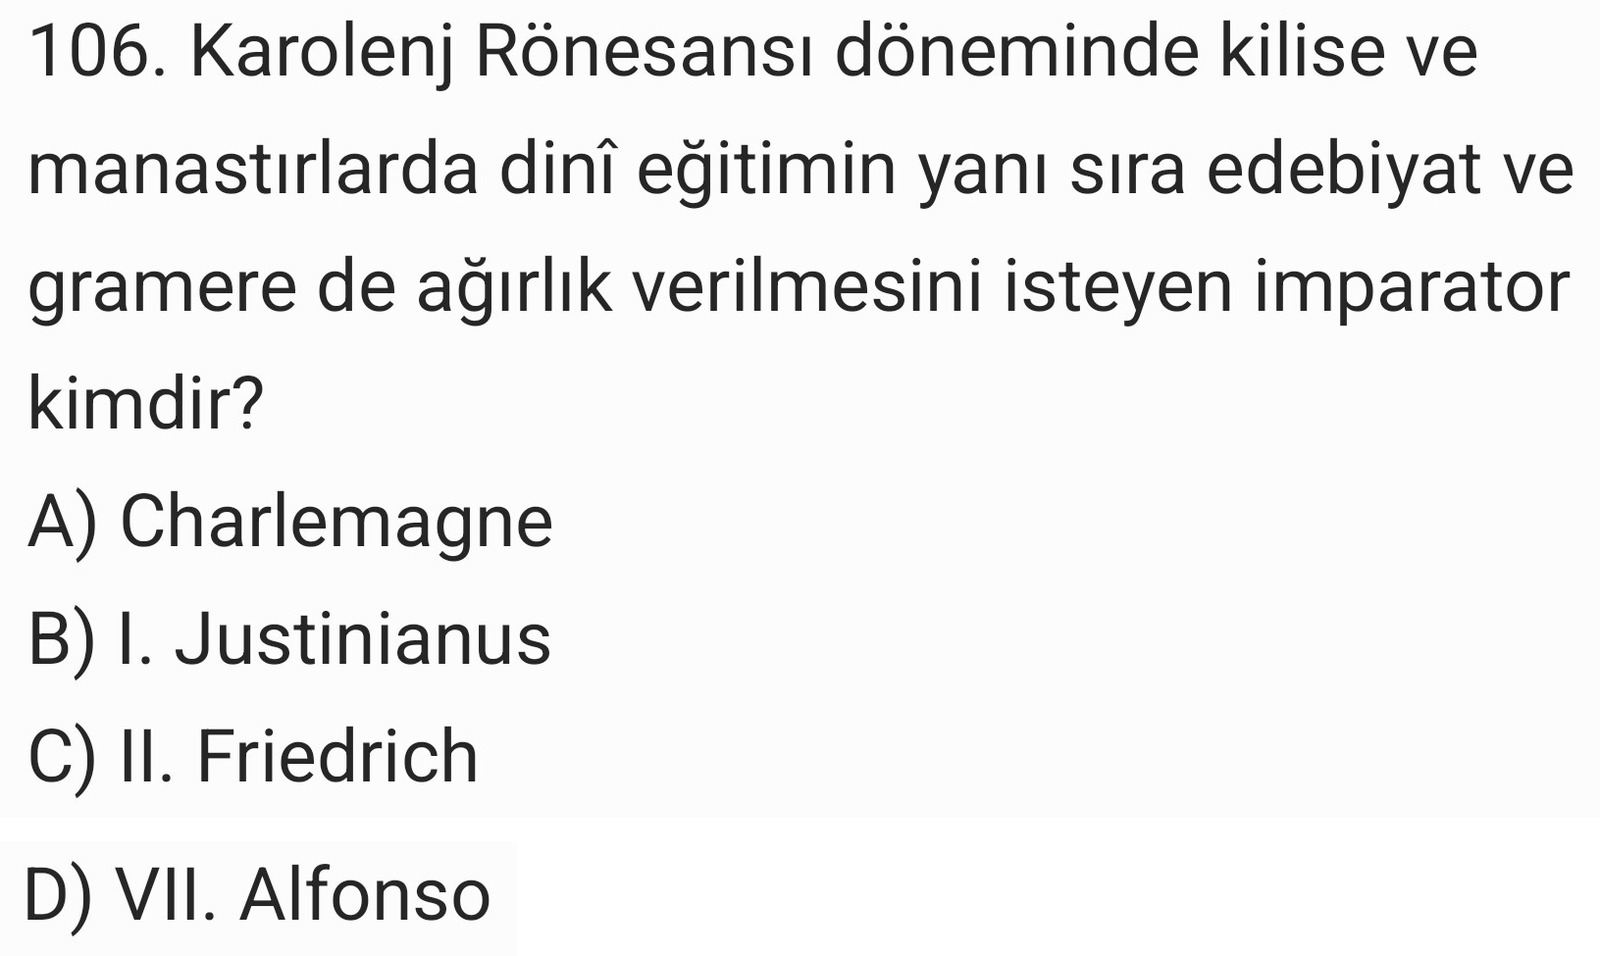 106. Karolenj Rönesansı döneminde kilise ve
manastırlarda dinî eğitimin yanı sıra edebiyat ve
gramere de ağırlık verilmesini isteyen imparator
kimdir?
A) Charlemagne
B) I. Justinianus
C) II. Friedrich
D) VII. Alfonso